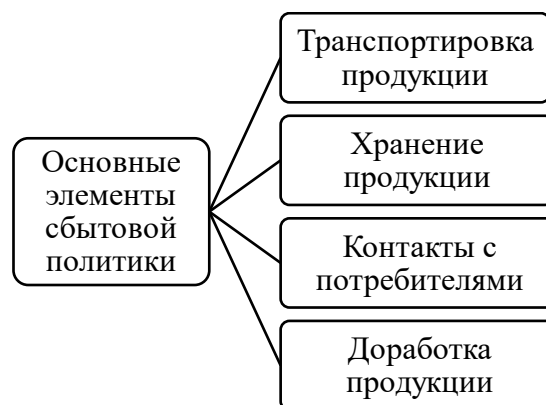 Основные
элементы
сбытовой
политики
Транспортировка
продукции
Хранение
продукции
Контакты с
потребителями
Доработка
продукции